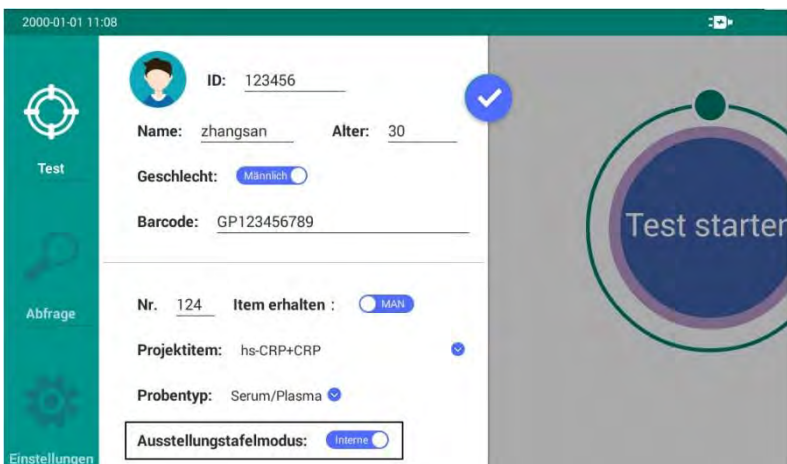 2000-01-01 11:08
ID: 123456
Name: zhangsan Alter: 30
Test
Geschlecht: Männlich
Barcode: GP123456789
Test starten
Nr. 124 Item erhalten : MAN
Abfrage
Projektitem: hs-CRP+CRP
Probentyp: Serum/Plasma
Ausstellungstafelmodus: Interne
Einstellungen